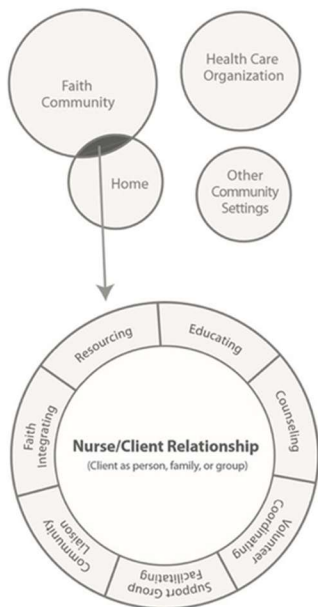 Faith
Community
Health Care
Organization
Home
Other
Community
Settings
Resourcing
Educating
Counseling
Volunteer
Coordinating
Support Group
Facilitating
Community
Liaison
Faith
Integrating
Nurse/Client Relationship
(Client as person, family, or group)